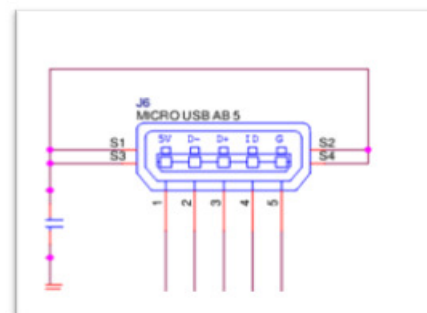 J6
MICRO USB AB 5
S1 5V D- D+ ID G S2
S3 S4
1 2 3 4 5